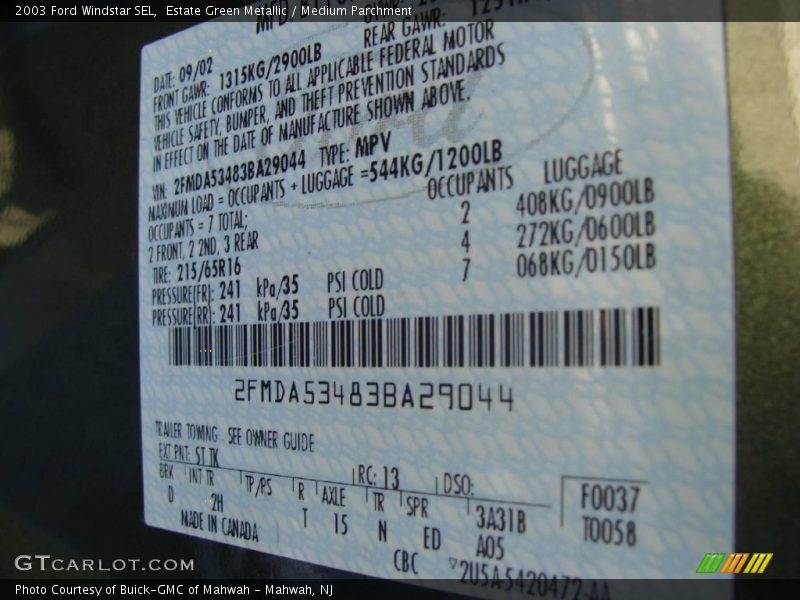 2003 Ford Windstar SEL, Estate Green Metallic / Medium Parchment
REAR GAWR:
DATE: 09/02
FRONT GAWR: 1315KG/2900LB
THIS VEHICLE CONFORMS TO ALL APPLICABLE FEDERAL MOTOR
VEHICLE SAFETY, BUMPER, AND THEFT PREVENTION STANDARDS
IN EFFECT ON THE DATE OF MANUFACTURE SHOWN ABOVE.
VIN: 2FMDA53483BA29044 TYPE: MPV
MAXIMUM LOAD = OCCUPANTS + LUGGAGE =544KG/1200LB
OCCUPANTS = 7 TOTAL; OCCUPANTS LUGGAGE
2 FRONT, 2 2ND, 3 REAR 2 408KG/0900LB
4 272KG/0600LB
TIRE: 215/65R16 7 068KG/0150LB
PRESSURE(FR): 241 kPa/35 PSI COLD
PRESSURE(RR): 241 kPa/35 PSI COLD
2FMDA53483BA29044
TRAILER TOWING - SEE OWNER GUIDE
EXT PNT: ST TK RC: 13 DSO:
BRK INT TR TP/PS R AXLE TR SPR F0037
D 2H T 15 N ED 3A31B T0058
MADE IN CANADA A05
CBC ▽2U5A-5420472-AA
GTCARLOT.COM
Photo Courtesy of Buick-GMC of Mahwah - Mahwah, NJ